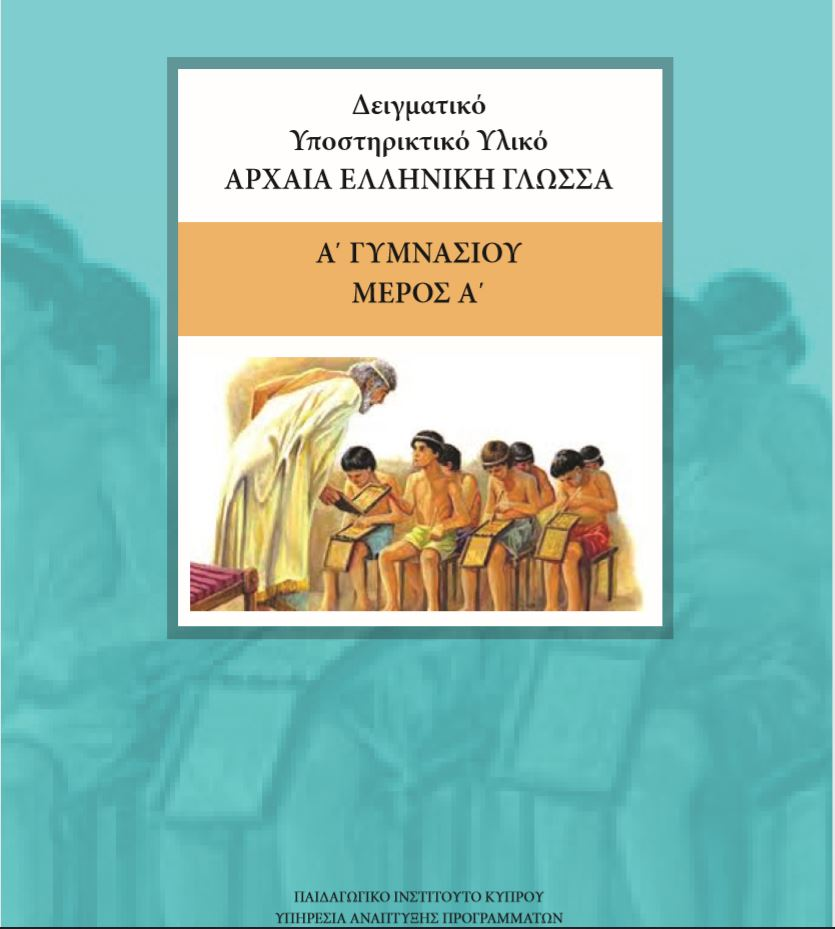 Δειγματικό
Υποστηρικτικό Υλικό
ΑΡΧΑΙΑ ΕΛΛΗΝΙΚΗ ΓΛΩΣΣΑ
Α΄ ΓΥΜΝΑΣΙΟΥ
ΜΕΡΟΣ Α΄
ΠΑΙΔΑΓΩΓΙΚΟ ΙΝΣΤΙΤΟΥΤΟ ΚΥΠΡΟΥ
ΥΠΗΡΕΣΙΑ ΑΝΑΠΤΥΞΗΣ ΠΡΟΓΡΑΜΜΑΤΩΝ